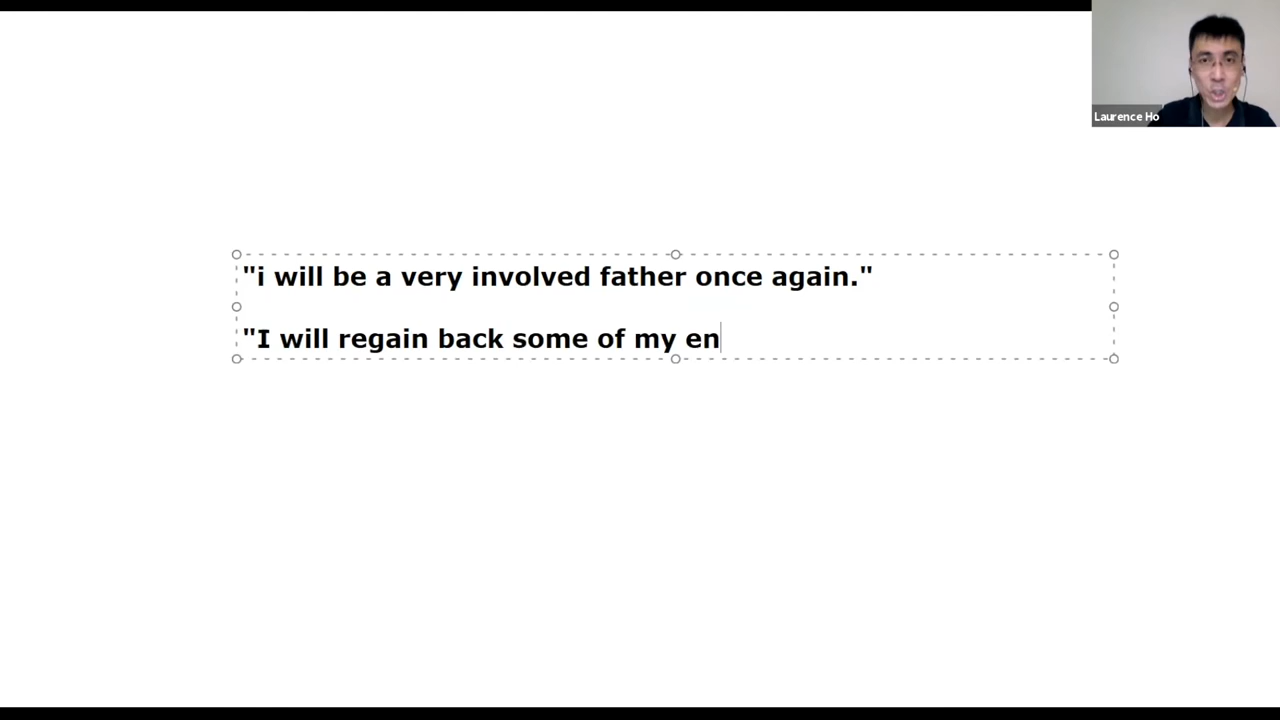 Laurence Ho
"i will be a very involved father once again."
"I will regain back some of my en